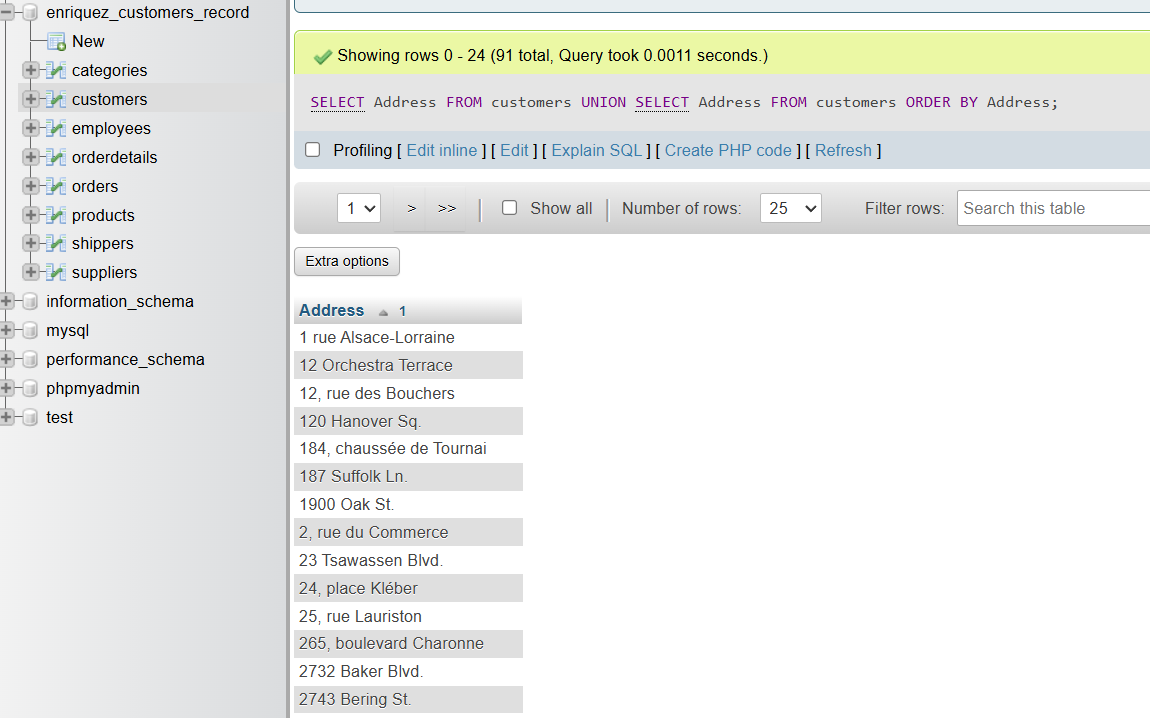 enriquez_customers_record
New
categories
customers
employees
orderdetails
orders
products
shippers
suppliers
information_schema
mysql
performance_schema
phpmyadmin
test
Showing rows 0 - 24 (91 total, Query took 0.0011 seconds.)
SELECT Address FROM customers UNION SELECT Address FROM customers ORDER BY Address;
Profiling [ Edit inline ] [ Edit ] [ Explain SQL ] [ Create PHP code ] [ Refresh ]
1 > >> | Show all | Number of rows: 25 Filter rows: Search this table
Extra options
Address 1
1 rue Alsace-Lorraine
12 Orchestra Terrace
12, rue des Bouchers
120 Hanover Sq.
184, chaussée de Tournai
187 Suffolk Ln.
1900 Oak St.
2, rue du Commerce
23 Tsawassen Blvd.
24, place Kléber
25, rue Lauriston
265, boulevard Charonne
2732 Baker Blvd.
2743 Bering St.